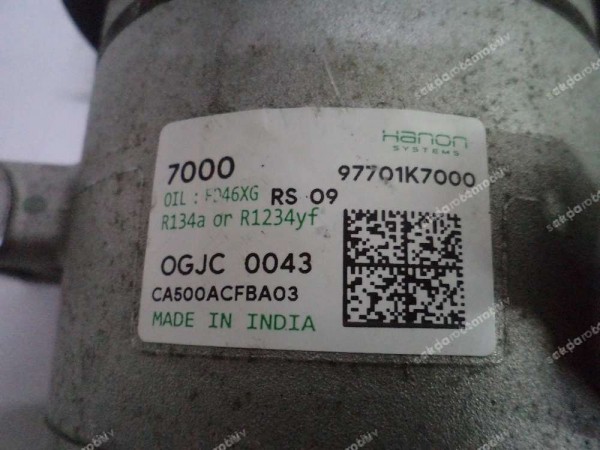 Hanon
SYSTEMS
7000
97701K7000
OIL : FD46XG RS 09
R134a or R1234yf
OGJC 0043
CA500ACFBA03
MADE IN INDIA